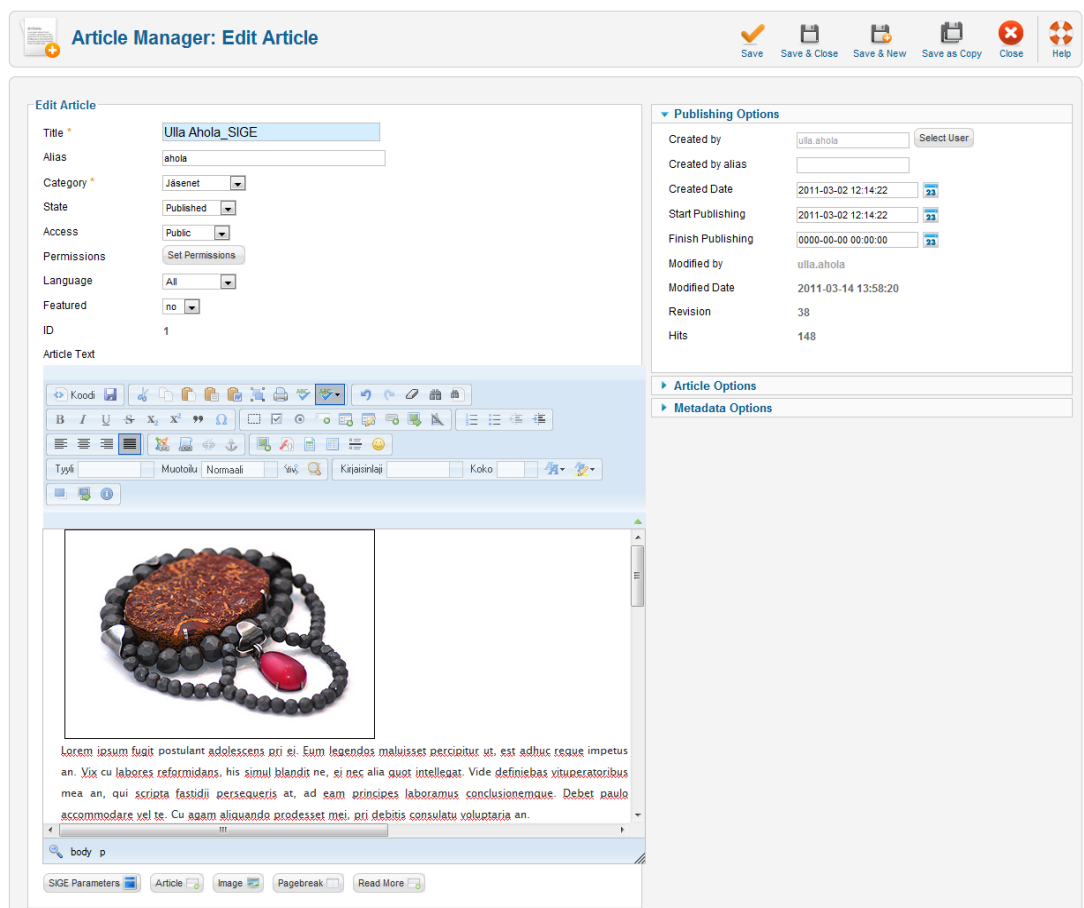 Article Manager: Edit Article
Save
Save & Close
Save & New
Save as Copy
Close
Help
Edit Article
Title * Ulla Ahola_SIGE
Alias ahola
Category * Jäsenet
State Published
Access Public
Permissions Set Permissions
Language All
Featured no
ID 1
Article Text
Koodi
ABC ABC
B I U S X2 X2 Ω
Tyyli Muotoilu Normaali div Kirjaisinlaji Koko A
Lorem ipsum fugit postulant adolescens pri ei. Eum legendos maluisset percipitur ut, est adhuc reque impetus
an. Vix cu labores reformidans, his simul blandit ne, ei nec alia quot intellegat. Vide definiebas vituperatoribus
mea an, qui scripta fastidii persequeris at, ad eam principes laboramus conclusionemque. Debet paulo
accommodare vel te. Cu agam aliquando prodesset mei, pri debitis consulatu voluptaria an.
body p
SIGE Parameters
Article
Image
Pagebreak
Read More
Publishing Options
Created by ulla.ahola Select User
Created by alias
Created Date 2011-03-02 12:14:22 23
Start Publishing 2011-03-02 12:14:22 23
Finish Publishing 0000-00-00 00:00:00 23
Modified by ulla.ahola
Modified Date 2011-03-14 13:58:20
Revision 38
Hits 148
Article Options
Metadata Options